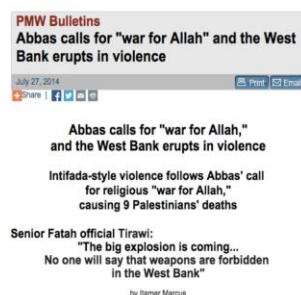 PMW Bulletins
Abbas calls for "war for Allah" and the West
Bank erupts in violence
July 27, 2014
Print Email
Share
Abbas calls for "war for Allah,"
and the West Bank erupts in violence
Intifada-style violence follows Abbas' call
for religious "war for Allah,"
causing 9 Palestinians' deaths
Senior Fatah official Tirawi:
"The big explosion is coming...
No one will say that weapons are forbidden
in the West Bank"
by Itamar Marcus